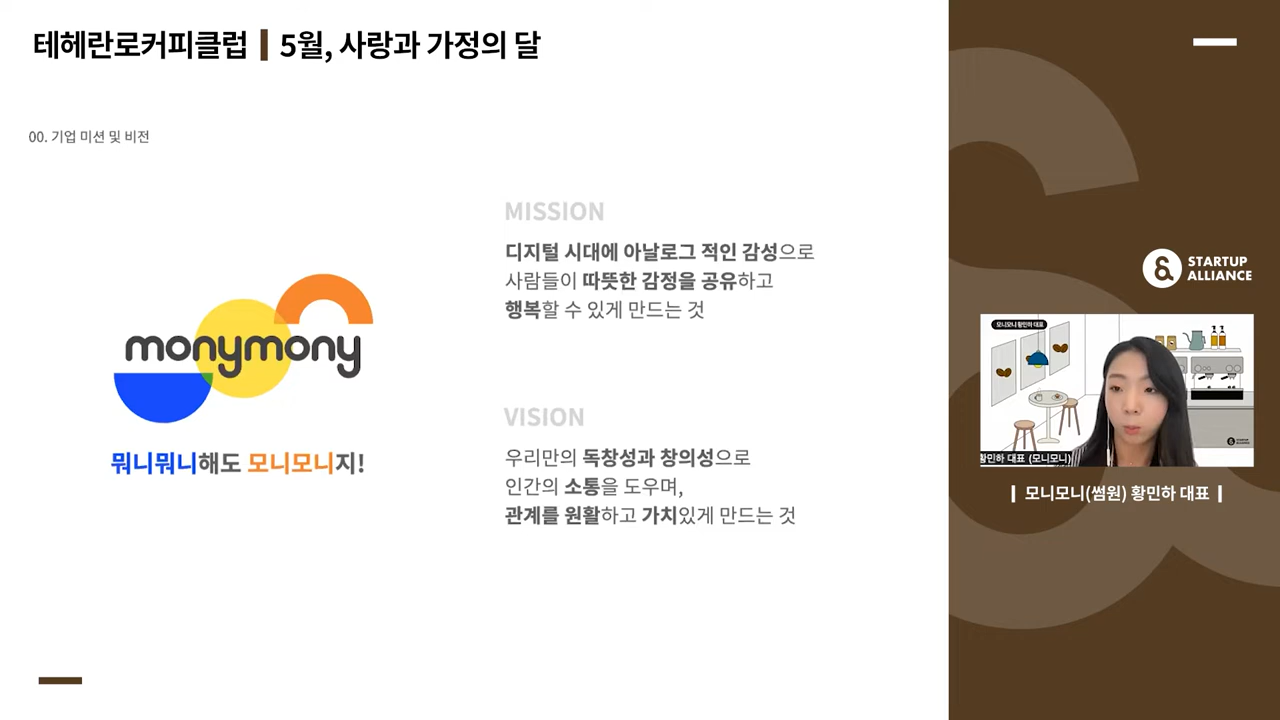 테헤란로커피클럽 | 5월, 사랑과 가정의 달
00. 기업 미션 및 비전
monymony
뭐니뭐니해도 모니모니지!
MISSION
디지털 시대에 아날로그 적인 감성으로
사람들이 따뜻한 감정을 공유하고
행복할 수 있게 만드는 것
VISION
우리만의 독창성과 창의성으로
인간의 소통을 도우며,
관계를 원활하고 가치있게 만드는 것
STARTUP
ALLIANCE
모니모니 황민하 대표
황민하 대표 (모니모니)
| 모니모니(썸원) 황민하 대표 |